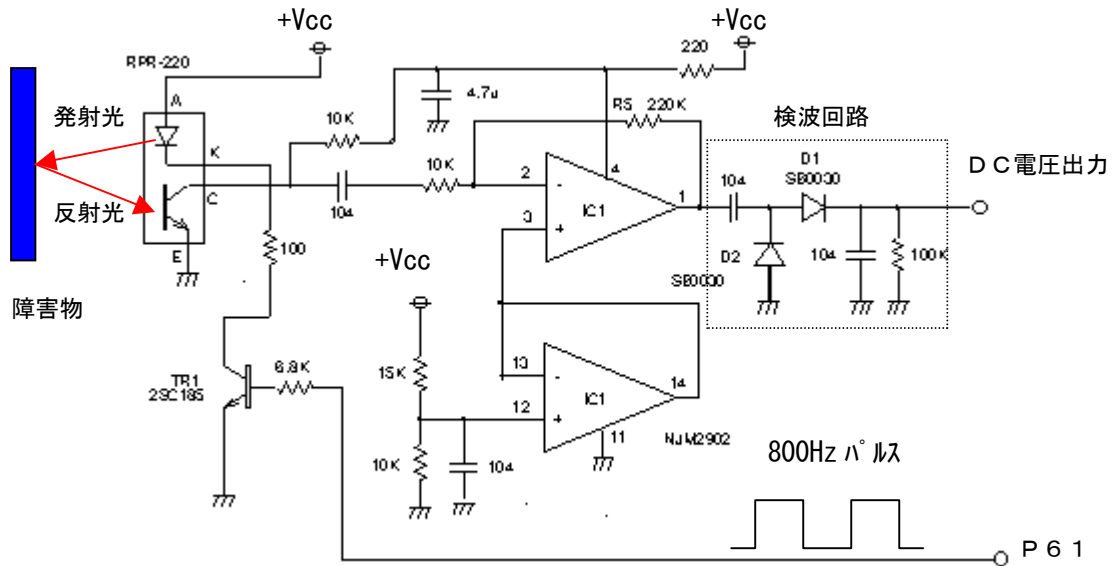 +Vcc
+Vcc
220
RPR-220
A
発射光
4.7u
R5 220K
検波回路
10K
K
D1
SB0030
DC電圧出力
10K
104
2
-
4
1
反射光
C
104
3
+
IC1
D2
104
100K
E
100
+Vcc
SB0030
障害物
13
-
14
15K
IC1
6.8K
TR1
2SC185
12
+
11
NJM2902
10K
104
800Hz パルス
P61